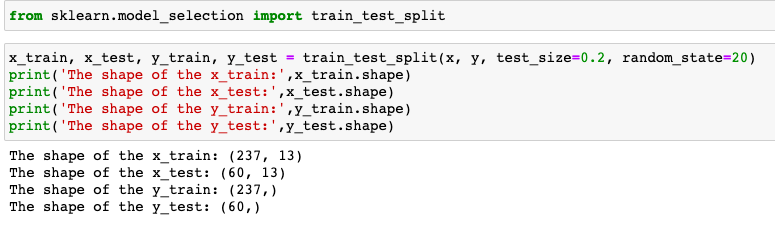 from sklearn.model_selection import train_test_split
x_train, x_test, y_train, y_test = train_test_split(x, y, test_size=0.2, random_state=20)
print('The shape of the x_train:',x_train.shape)
print('The shape of the x_test:',x_test.shape)
print('The shape of the y_train:',y_train.shape)
print('The shape of the y_test:',y_test.shape)
The shape of the x_train: (237, 13)
The shape of the x_test: (60, 13)
The shape of the y_train: (237,)
The shape of the y_test: (60,)